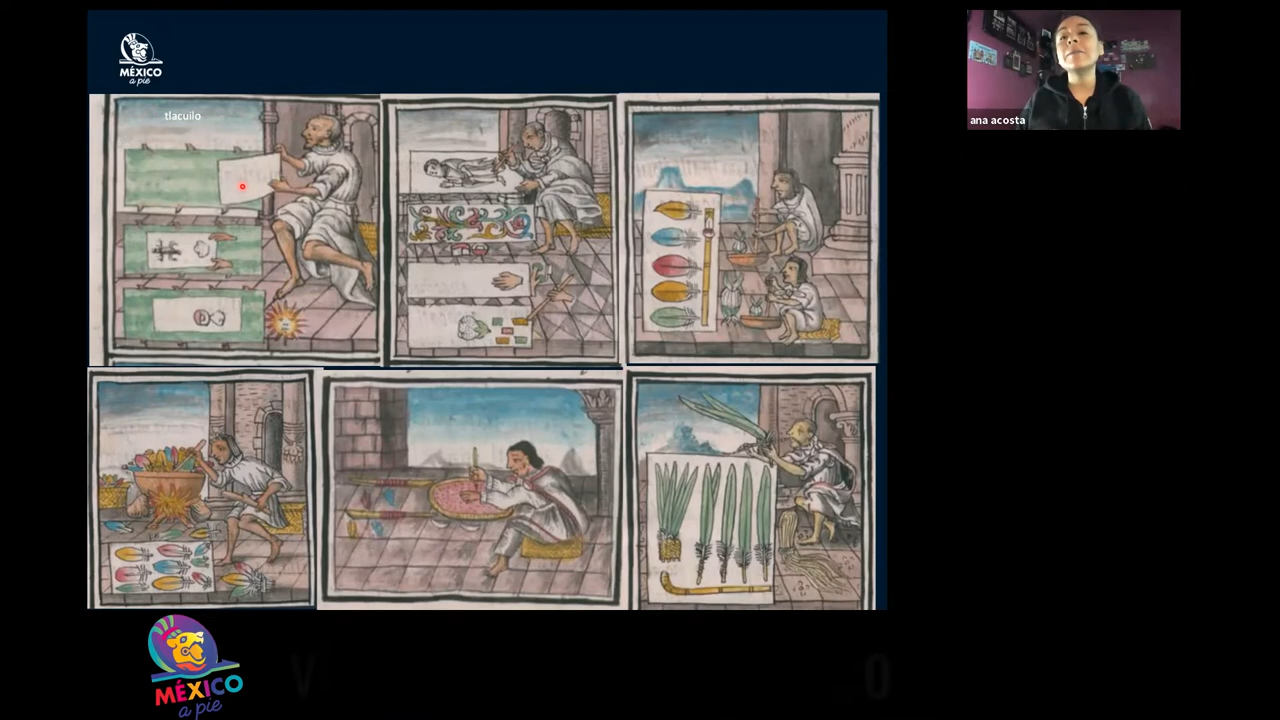 MÉXICO
a pie
tlacuilo
ana acosta
MÉXICO
a pie
V
O